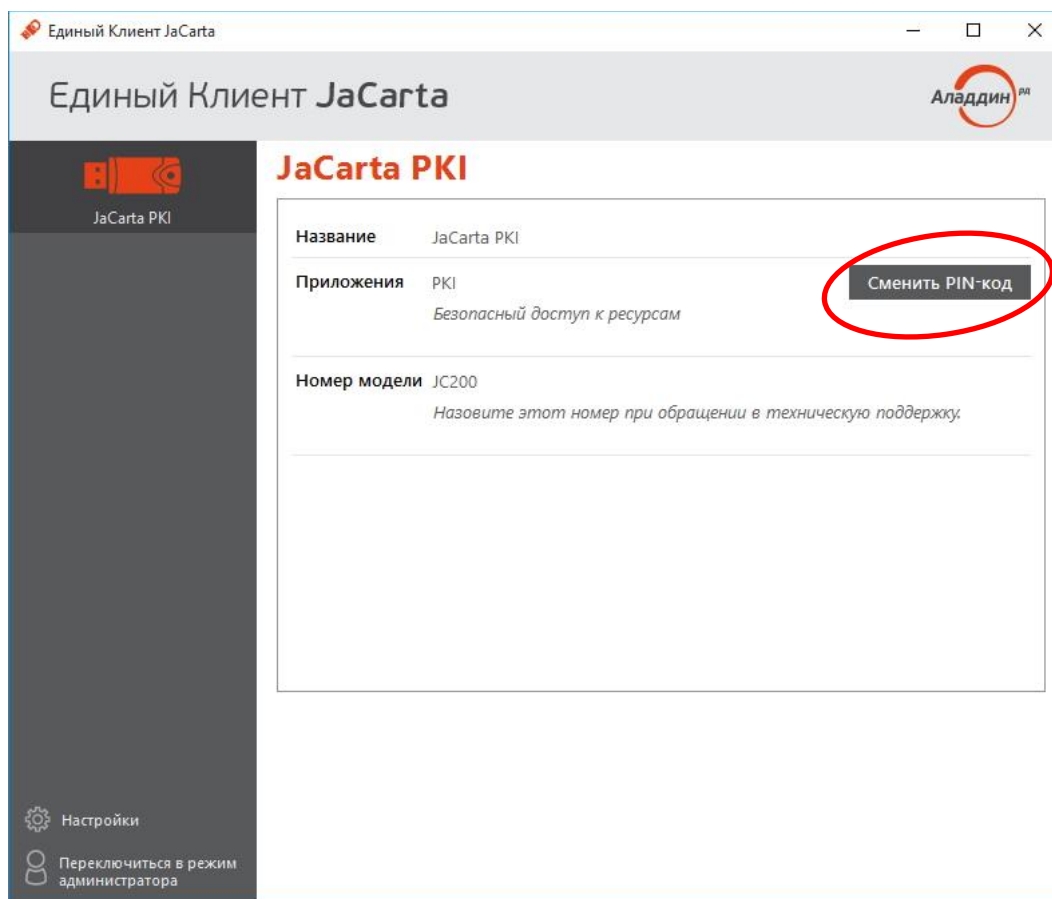 Единый Клиент JaCarta
Единый Клиент JaCarta
Аладдин РД
JaCarta PKI
JaCarta PKI
Название JaCarta PKI
Приложения PKI Сменить PIN-код
Безопасный доступ к ресурсам
Номер модели JC200
Назовите этот номер при обращении в техническую поддержку.
Настройки
Переключиться в режим
администратора